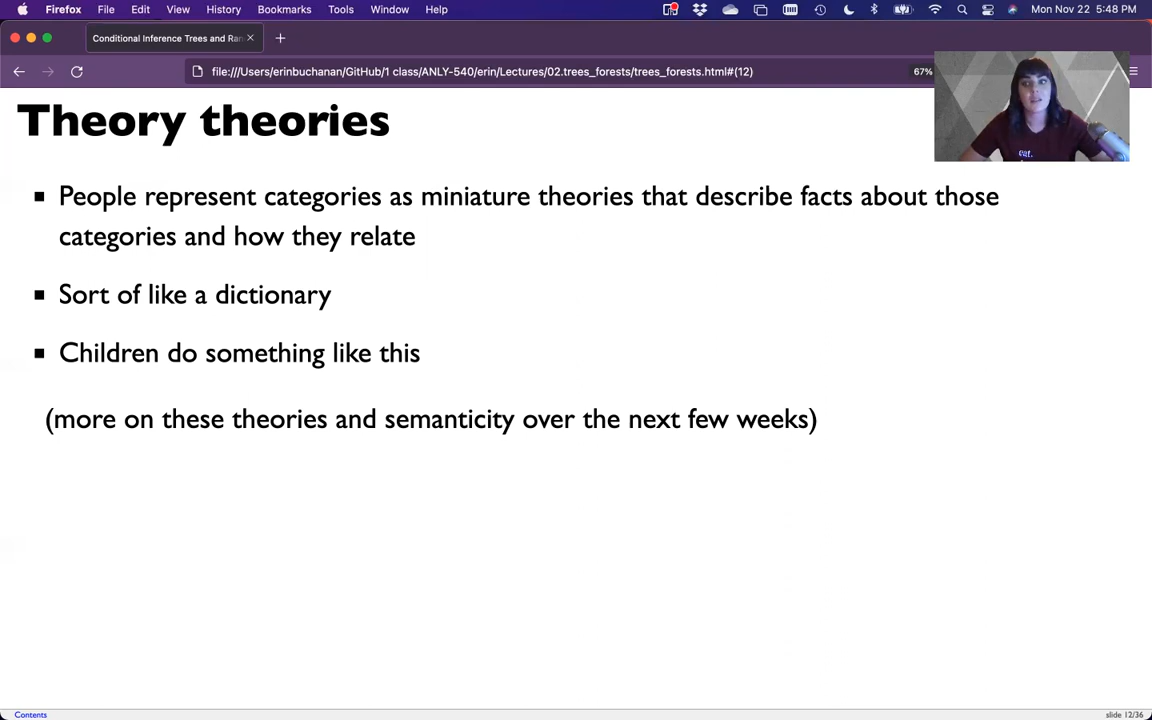 Firefox File Edit View History Bookmarks Tools Window Help Mon Nov 22 5:48 PM
Conditional Inference Trees and Ran
file:///Users/erinbuchanan/GitHub/1 class/ANLY-540/erin/Lectures/02.trees_forests/trees_forests.html#(12) 67%
Theory theories
People represent categories as miniature theories that describe facts about those
categories and how they relate
Sort of like a dictionary
Children do something like this
(more on these theories and semanticity over the next few weeks)
eat.
Contents slide 12/36